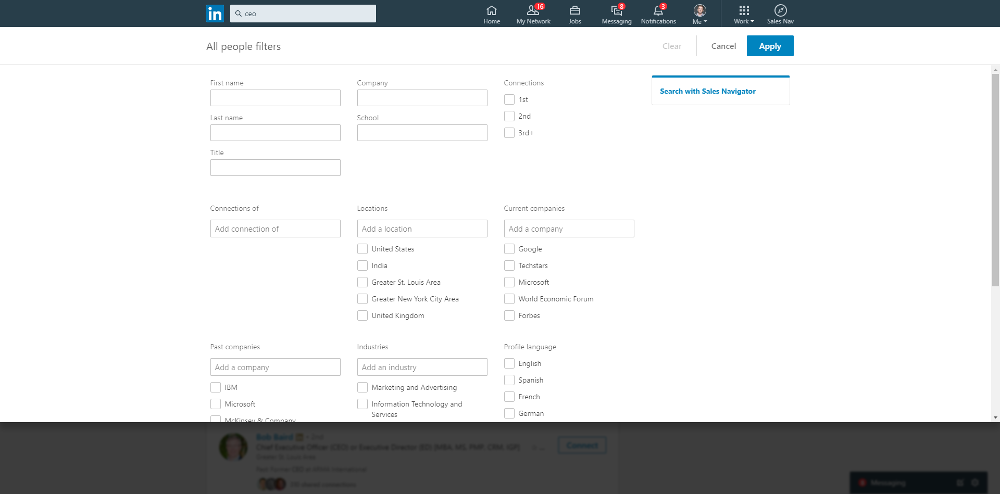 in
ceo
Home
16
My Network
Jobs
8
Messaging
3
Notifications
Me
Work
Sales Nav
All people filters
Clear
Cancel
Apply
First name
Last name
Title
Company
School
Connections
1st
2nd
3rd+
Search with Sales Navigator
Connections of
Add connection of
Locations
Add a location
United States
India
Greater St. Louis Area
Greater New York City Area
United Kingdom
Current companies
Add a company
Google
Techstars
Microsoft
World Economic Forum
Forbes
Past companies
Add a company
IBM
Microsoft
McKinsey & Company
Industries
Add an industry
Marketing and Advertising
Information Technology and
Services
Profile language
English
Spanish
French
German
Bob Baird • 2nd
Chief Executive Officer (CEO) or Executive Director (ED) [MBA, MS, PMP, CRM, IGP]
Greater St. Louis Area
Connect
shared connections
Messaging